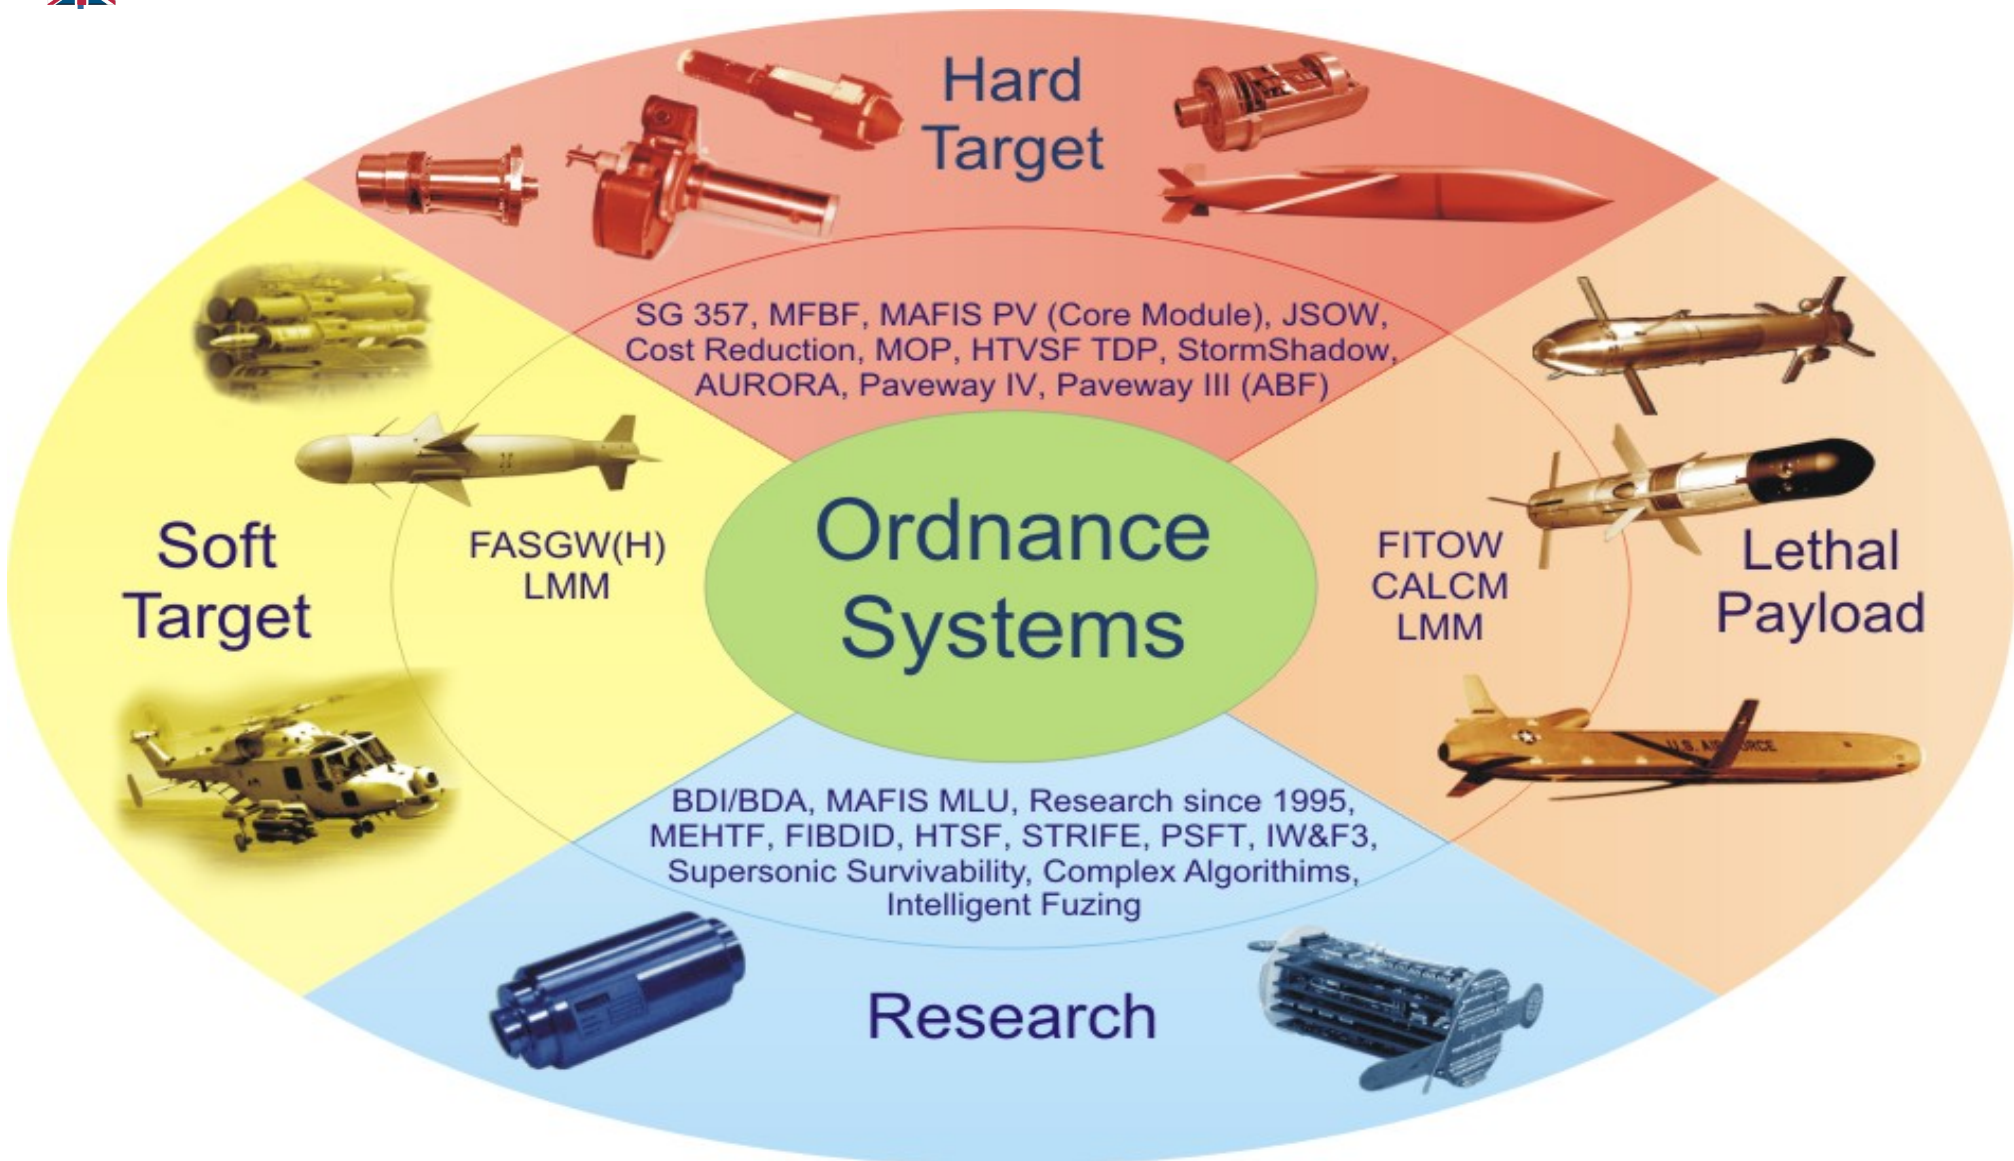 Hard
Target
SG 357, MFBF, MAFIS PV (Core Module), JSOW,
Cost Reduction, MOP, HTVSF TDP, StormShadow,
AURORA, Paveway IV, Paveway III (ABF)
Soft
Target
FASGW(H)
LMM
Ordnance
Systems
FITOW
CALCM
LMM
Lethal
Payload
U.S. AIR FORCE
BDI/BDA, MAFIS MLU, Research since 1995,
MEHTF, FIBDID, HTSF, STRIFE, PSFT, IW&F3,
Supersonic Survivability, Complex Algorithims,
Intelligent Fuzing
Research